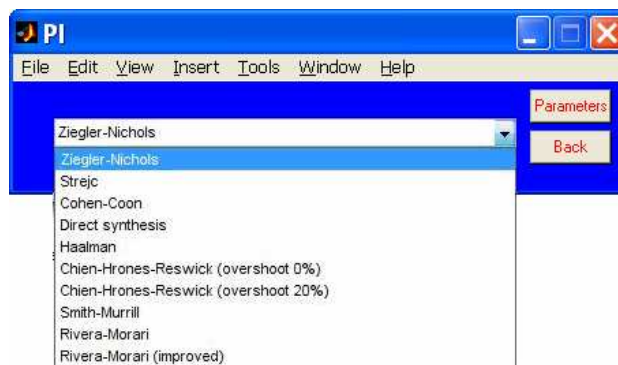 PI
File Edit View Insert Tools Window Help
Parameters
Ziegler-Nichols
Back
Ziegler-Nichols
Strejc
Cohen-Coon
Direct synthesis
Haalman
Chien-Hrones-Reswick (overshoot 0%)
Chien-Hrones-Reswick (overshoot 20%)
Smith-Murrill
Rivera-Morari
Rivera-Morari (improved)